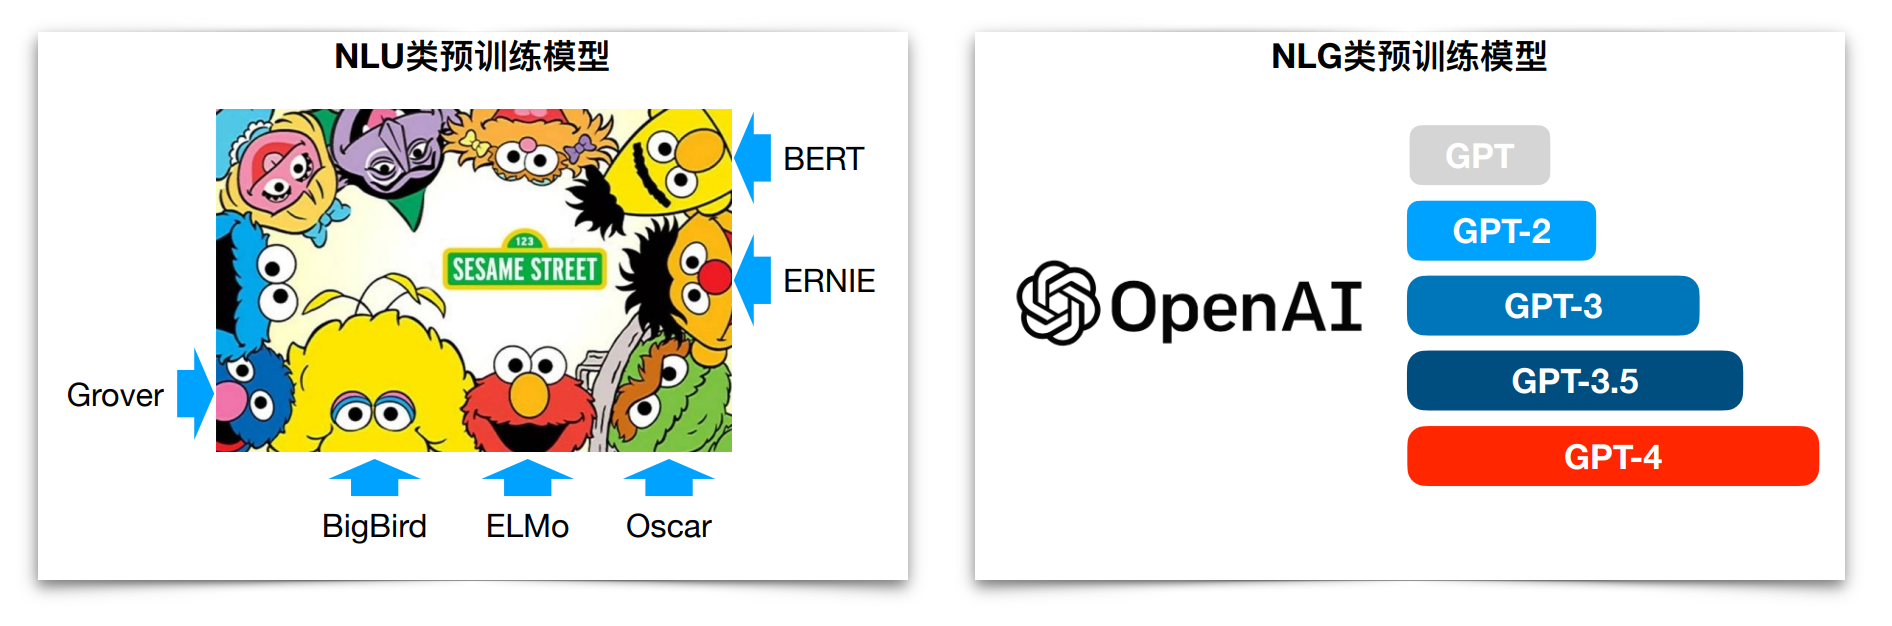 NLU类预训练模型
123
SESAME STREET
BERT
ERNIE
Grover
BigBird
ELMo
Oscar
NLG类预训练模型
OpenAI
GPT
GPT-2
GPT-3
GPT-3.5
GPT-4